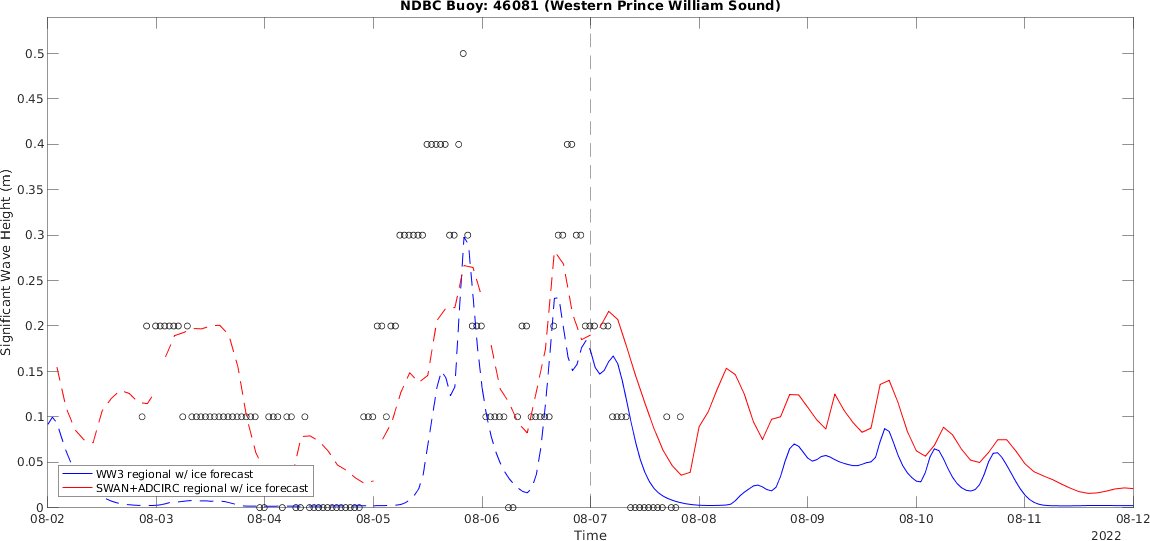 NDBC Buoy: 46081 (Western Prince William Sound)
0.5
0.45
0.4
0.35
0.3
0.25
0.2
0.15
0.1
0.05
0
Significant Wave Height (m)
WW3 regional w/ ice forecast
SWAN+ADCIRC regional w/ ice forecast
08-02 08-03 08-04 08-05 08-06 08-07 08-08 08-09 08-10 08-11 08-12
Time
2022